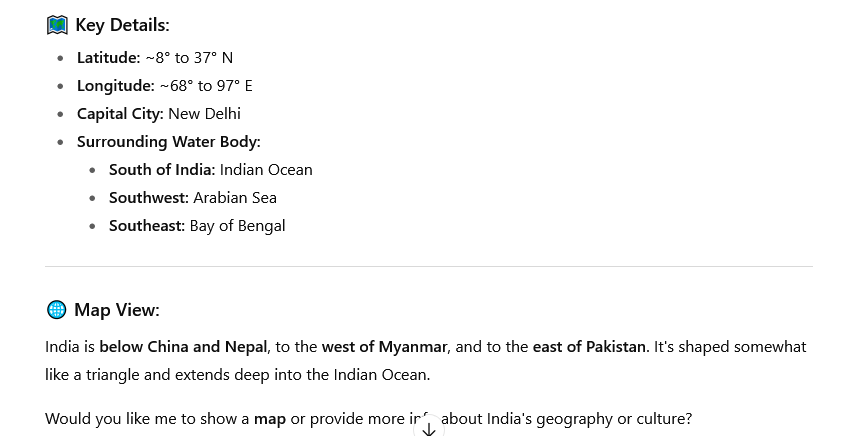 Key Details:
Latitude: ~8° to 37° N
Longitude: ~68° to 97° E
Capital City: New Delhi
Surrounding Water Body:
South of India: Indian Ocean
Southwest: Arabian Sea
Southeast: Bay of Bengal
Map View:
India is below China and Nepal, to the west of Myanmar, and to the east of Pakistan. It's shaped somewhat
like a triangle and extends deep into the Indian Ocean.
Would you like me to show a map or provide more about India's geography or culture?